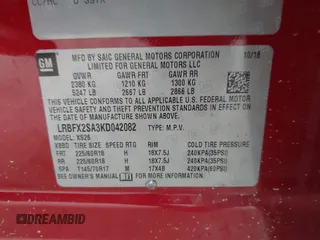 GM
MFD BY SAIC GENERAL MOTORS CORPORATION 10/18
LIMITED FOR GENERAL MOTORS LLC
GVWR GAWR FRT GAWR RR
2380 KG 1210 KG 1300 KG
5247 LB 2667 LB 2866 LB
THIS VEHICLE CONFORMS TO ALL APPLICABLE U.S. FEDERAL MOTOR
VEHICLE SAFETY, BUMPER, AND THEFT PREVENTION STANDARDS
IN EFFECT ON THE DATE OF MANUFACTURE SHOWN ABOVE.
LRBFX2SA3KD042082 TYPE: M.P.V.
MODEL: XS26
TIRE SIZE SPEED RTG RIM COLD TIRE PRESSURE
FRT 225/60R18 H 18X7.5J 240KPA(35PSI)
RR 225/60R18 H 18X7.5J 240KPA(35PSI)
SPA T145/70R17 M 17X4B 420KPA(60PSI)
© DREAMBID